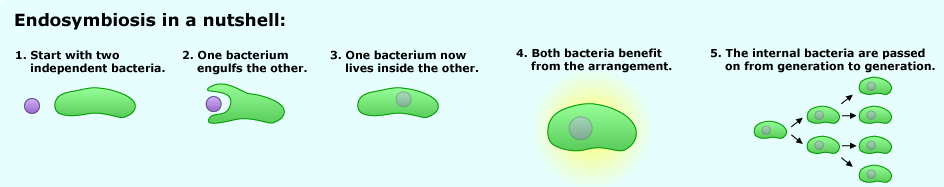 Endosymbiosis in a nutshell:
1. Start with two
independent bacteria.
2. One bacterium
engulfs the other.
3. One bacterium now
lives inside the other.
4. Both bacteria benefit
from the arrangement.
5. The internal bacteria are passed
on from generation to generation.